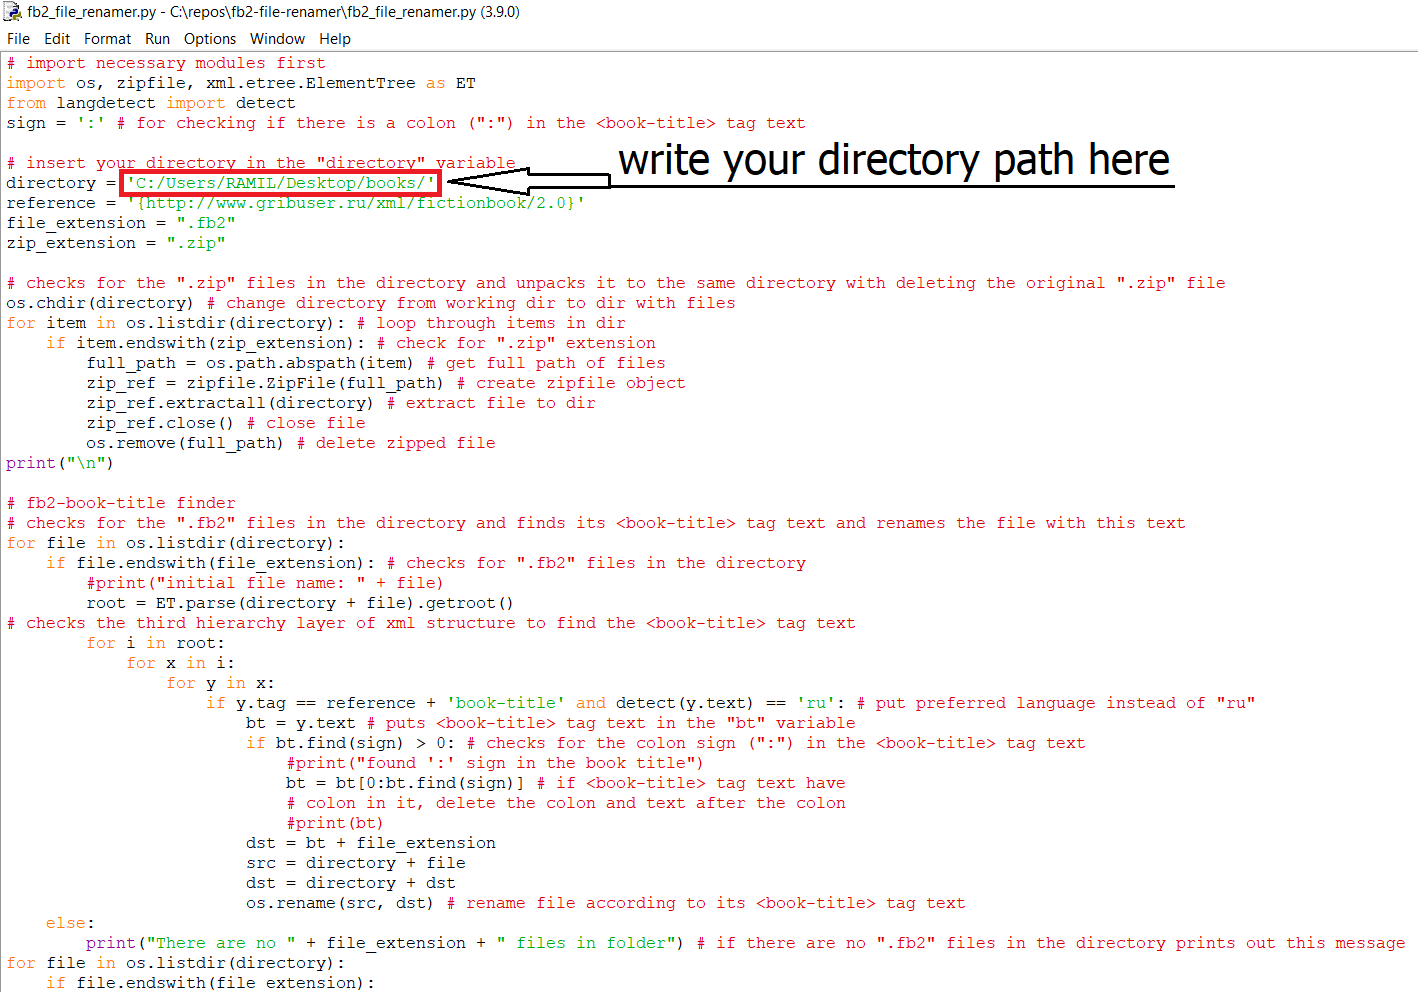 fb2_file_renamer.py - C:\repos\fb2-file-renamer\fb2_file_renamer.py (3.9.0)
File Edit Format Run Options Window Help
# import necessary modules first
import os, zipfile, xml.etree.ElementTree as ET
from langdetect import detect
sign = ':' # for checking if there is a colon (":") in the <book-title> tag text
write your directory path here
# insert your directory in the "directory" variable
directory = 'C:/Users/RAMIL/Desktop/books/'
reference = '{http://www.gribuser.ru/xml/fictionbook/2.0}'
file_extension = ".fb2"
zip_extension = ".zip"
# checks for the ".zip" files in the directory and unpacks it to the same directory with deleting the original ".zip" file
os.chdir(directory) # change directory from working dir to dir with files
for item in os.listdir(directory): # loop through items in dir
    if item.endswith(zip_extension): # check for ".zip" extension
        full_path = os.path.abspath(item) # get full path of files
        zip_ref = zipfile.ZipFile(full_path) # create zipfile object
        zip_ref.extractall(directory) # extract file to dir
        zip_ref.close() # close file
        os.remove(full_path) # delete zipped file
print("\n")
# fb2-book-title finder
# checks for the ".fb2" files in the directory and finds its <book-title> tag text and renames the file with this text
for file in os.listdir(directory):
    if file.endswith(file_extension): # checks for ".fb2" files in the directory
        #print("initial file name: " + file)
        root = ET.parse(directory + file).getroot()
# checks the third hierarchy layer of xml structure to find the <book-title> tag text
        for i in root:
            for x in i:
                for y in x:
                    if y.tag == reference + 'book-title' and detect(y.text) == 'ru': # put preferred language instead of "ru"
                        bt = y.text # puts <book-title> tag text in the "bt" variable
                        if bt.find(sign) > 0: # checks for the colon sign (":") in the <book-title> tag text
                            #print("found ':' sign in the book title")
                            bt = bt[0:bt.find(sign)] # if <book-title> tag text have
                            # colon in it, delete the colon and text after the colon
                            #print(bt)
                        dst = bt + file_extension
                        src = directory + file
                        dst = directory + dst
                        os.rename(src, dst) # rename file according to its <book-title> tag text
    else:
        print("There are no " + file_extension + " files in folder") # if there are no ".fb2" files in the directory prints out this message
for file in os.listdir(directory):
    if file.endswith(file_extension):